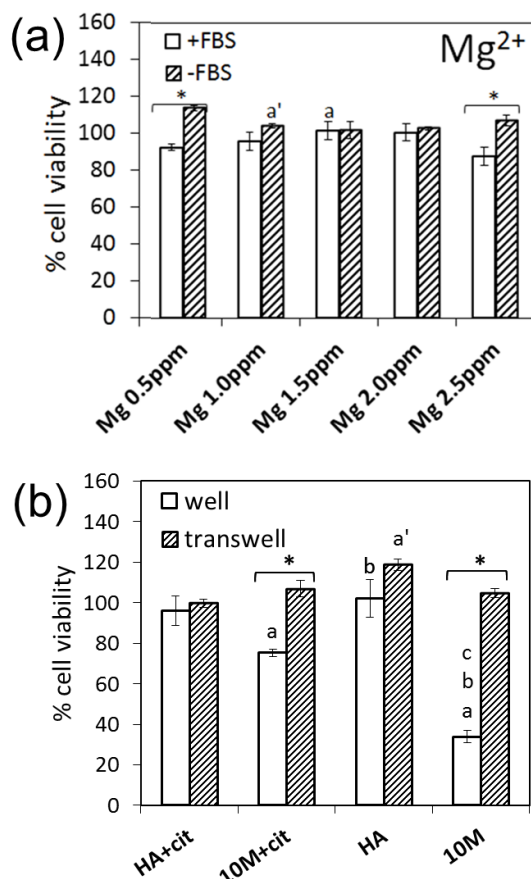 (a)
160
140
120
100
80
60
40
20
0
% cell viability
+FBS
-FBS
Mg²⁺
*
a'
a
*
Mg 0.5ppm
Mg 1.0ppm
Mg 1.5ppm
Mg 2.0ppm
Mg 2.5ppm
(b)
160
140
120
100
80
60
40
20
0
% cell viability
well
transwell
*
a
b
a'
*
c
b
a
HA+cit
10M+cit
HA
10M